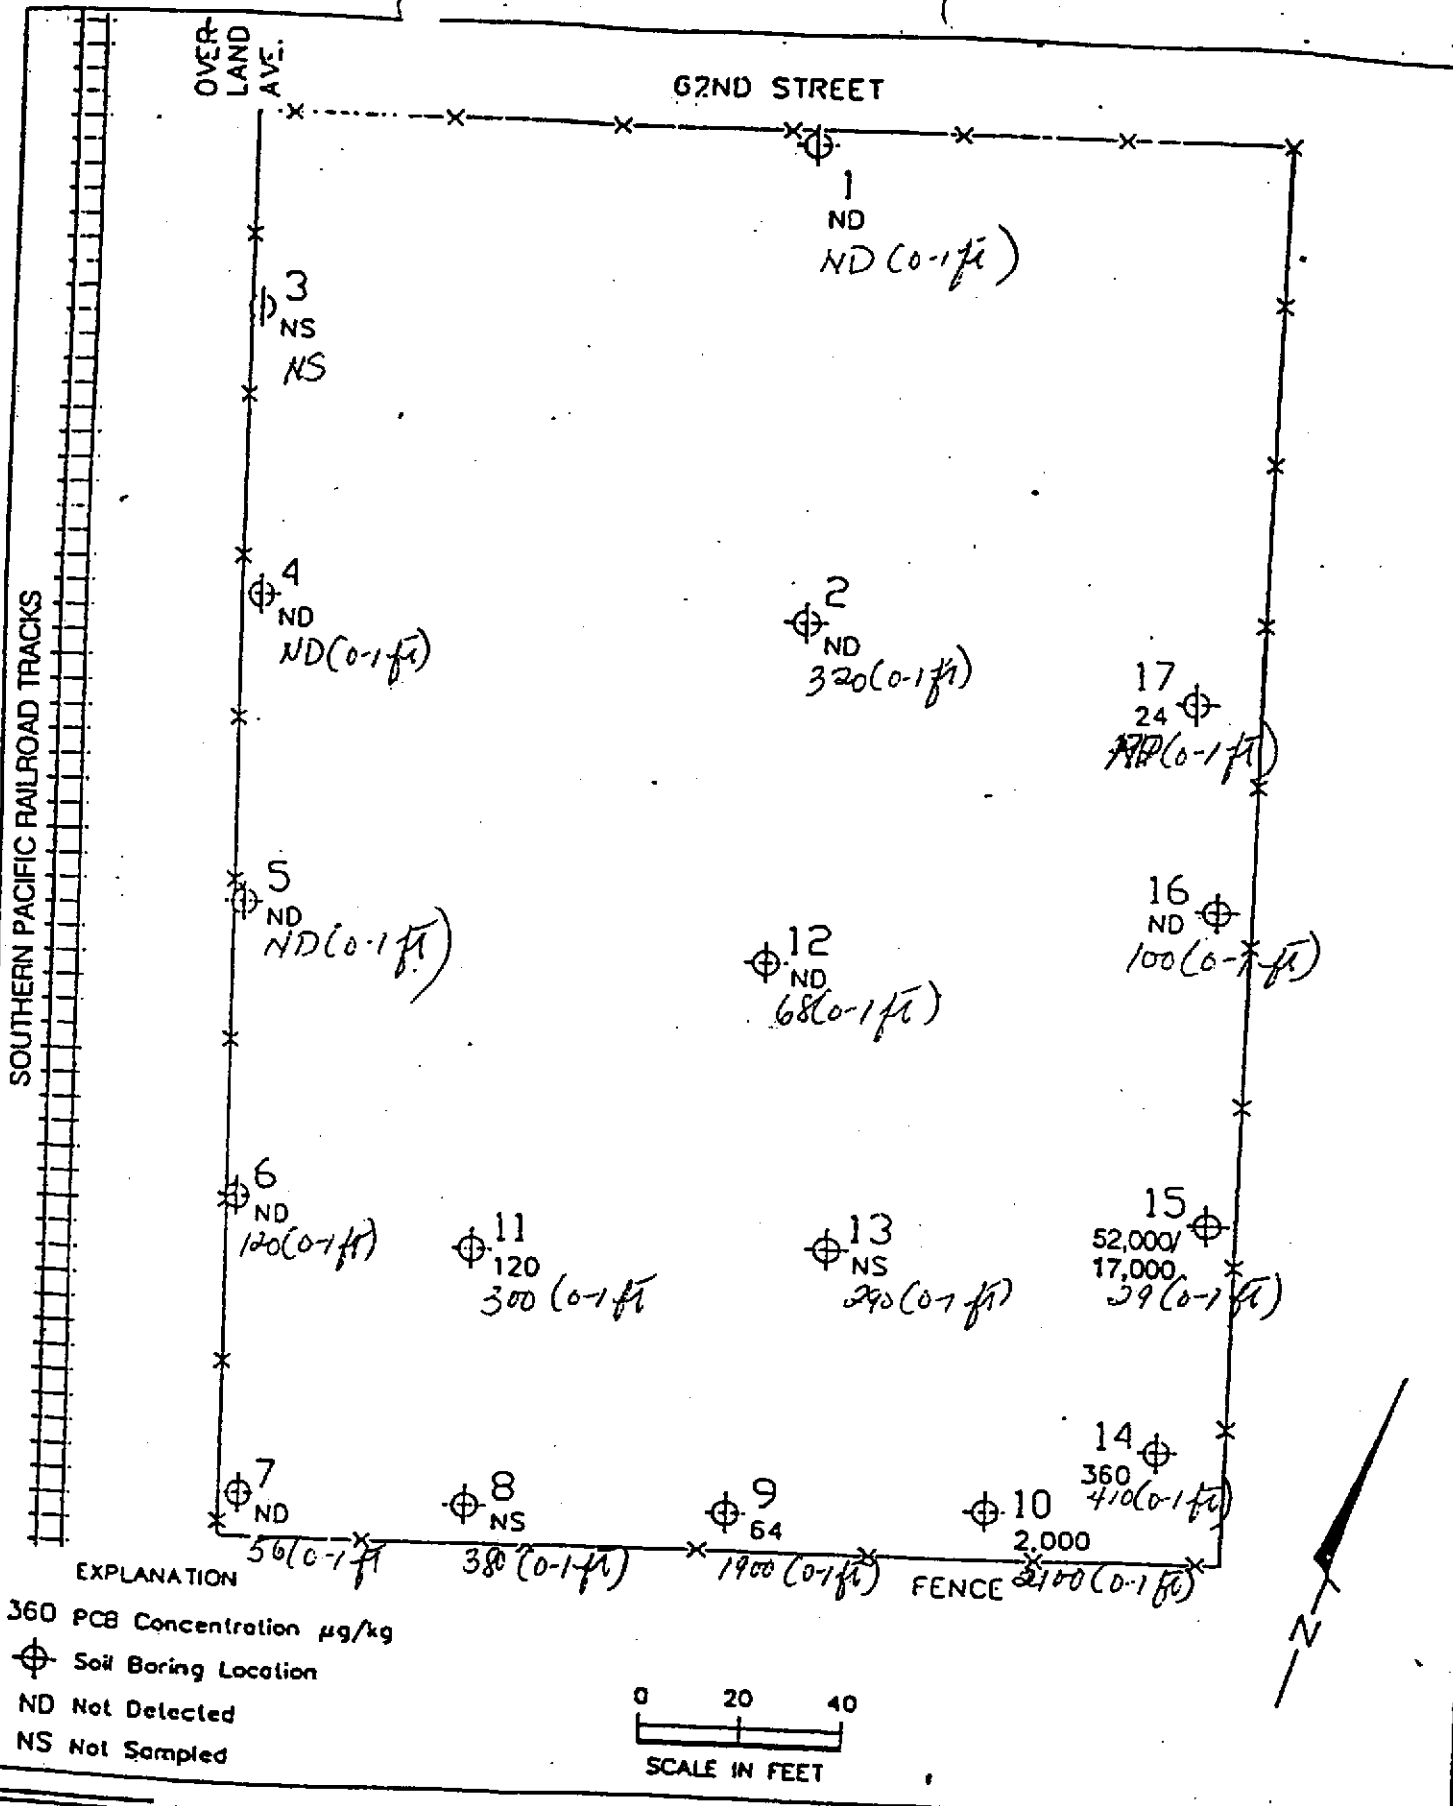 OVER-
LAND
AVE.
62ND STREET
1
ND
ND (0-1 ft)
3
NS
NS
4
ND
ND (0-1 ft)
2
ND
320 (0-1 ft)
17
24
(0-1 ft)
SOUTHERN PACIFIC RAILROAD TRACKS
5
ND
ND (0-1 ft)
16
ND
100 (0-1 ft)
12
ND
68 (0-1 ft)
6
ND
120 (0-1 ft)
11
120
300 (0-1 ft
13
NS
290 (0-1 ft)
15
52,000/
17,000
39 (0-1 ft)
14
360
410 (0-1 ft)
7
ND
56 (0-1 ft
8
NS
380 (0-1 ft)
9
64
1900 (0-1 ft)
10
2,000
2100 (0-1 ft)
FENCE
EXPLANATION
360 PCB Concentration µg/kg
Soil Boring Location
ND Not Detected
NS Not Sampled
0 20 40
SCALE IN FEET
N